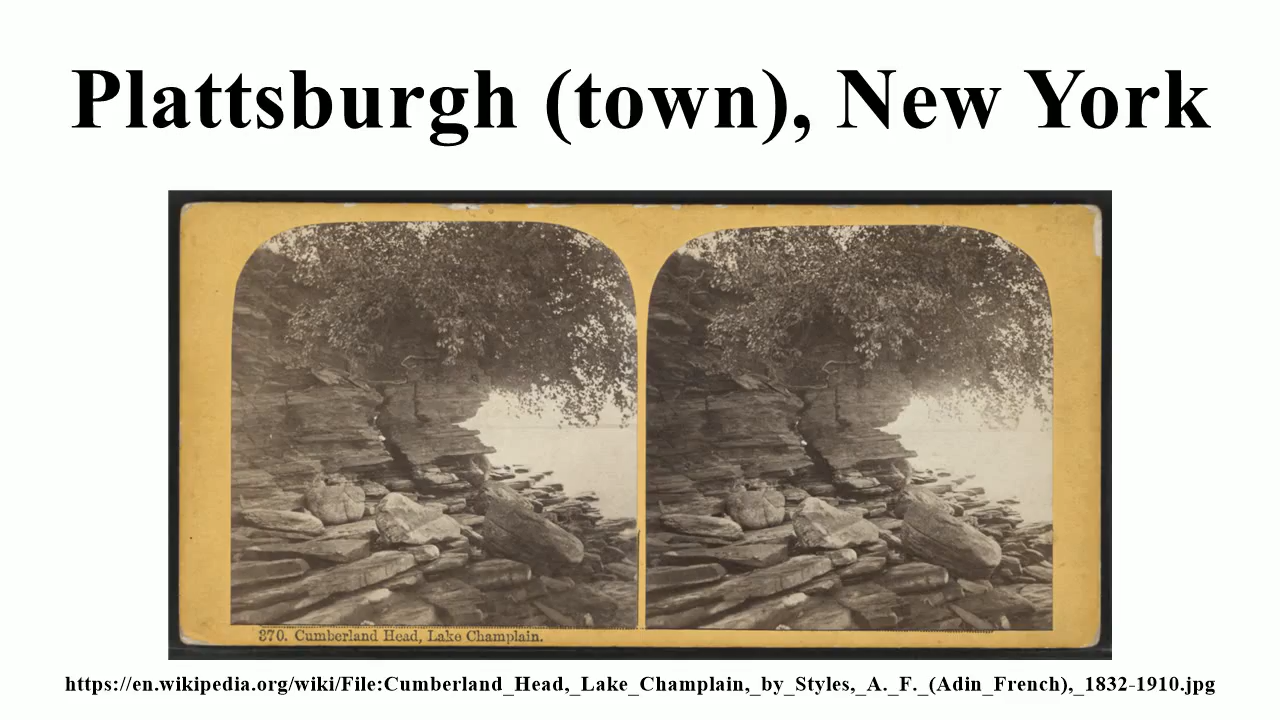 Plattsburgh (town), New York
370. Cumberland Head, Lake Champlain.
https://en.wikipedia.org/wiki/File:Cumberland_Head,_Lake_Champlain,_by_Styles,_A._F._(Adin_French),_1832-1910.jpg